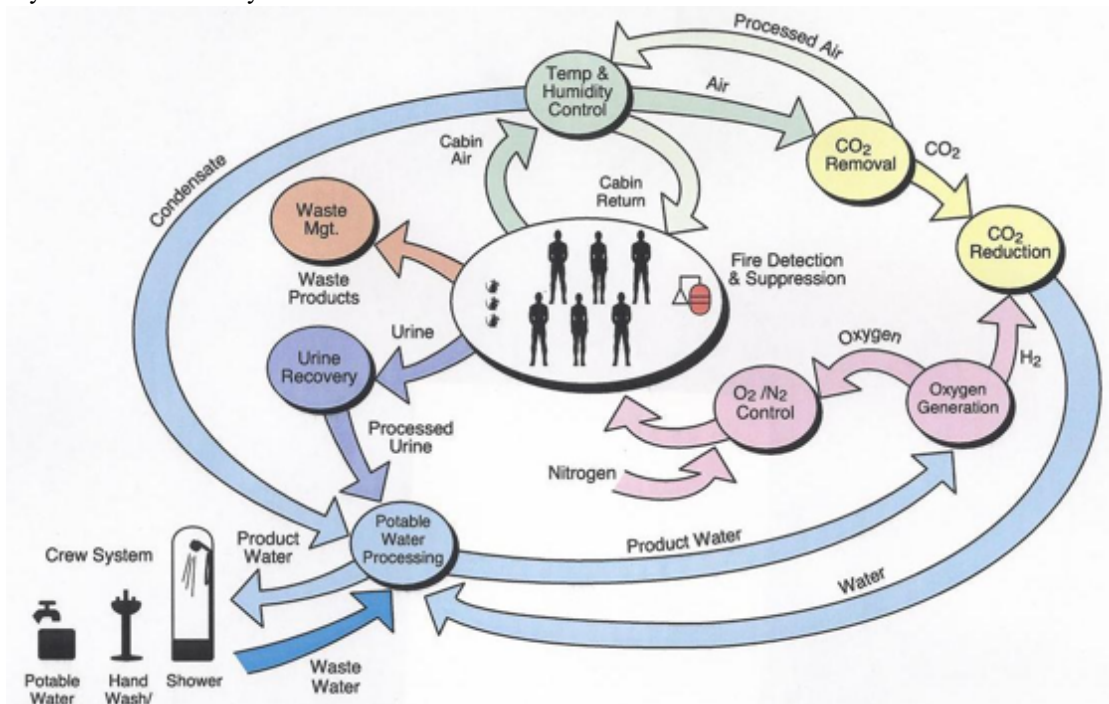 Processed Air
Temp &
Humidity
Control
Air
Cabin
Air
CO2
Removal
CO2
Condensate
Cabin
Return
Waste
Mgt.
CO2
Reduction
Waste
Products
Fire Detection
& Suppression
Urine
Urine
Recovery
Oxygen
H2
O2 /N2
Control
Oxygen
Generation
Processed
Urine
Nitrogen
Potable
Water
Processing
Product Water
Product
Water
Crew System
Water
Waste
Water
Potable
Water
Hand
Wash/
Shower